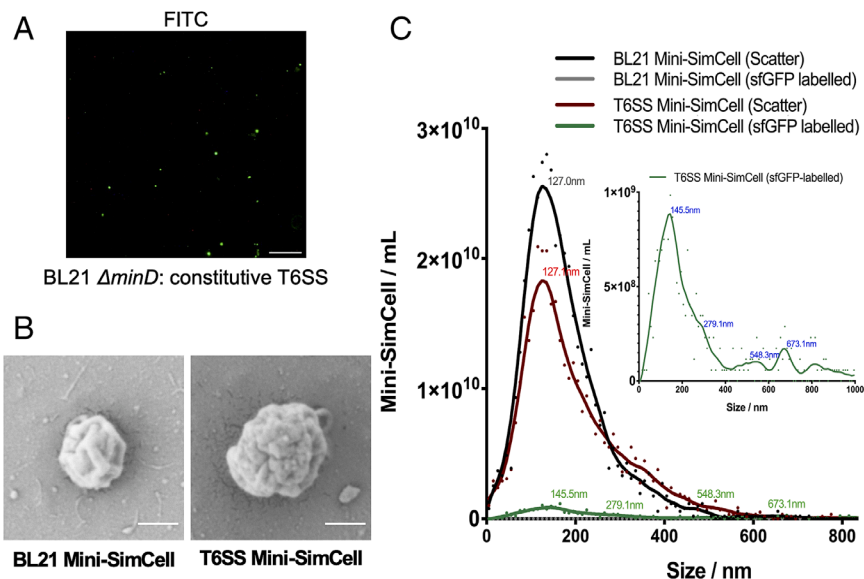 A
FITC
BL21 ΔminD: constitutive T6SS
B
BL21 Mini-SimCell
T6SS Mini-SimCell
C
BL21 Mini-SimCell (Scatter)
BL21 Mini-SimCell (sfGFP labelled)
T6SS Mini-SimCell (Scatter)
T6SS Mini-SimCell (sfGFP labelled)
Mini-SimCell / mL
3×10¹⁰
2×10¹⁰
1×10¹⁰
0
127.0nm
127.1nm
145.5nm
279.1nm
548.3nm
673.1nm
0
200
400
600
800
Size / nm
T6SS Mini-SimCell (sfGFP-labelled)
Mini-SimCell / mL
1×10⁹
5×10⁸
0
145.5nm
279.1nm
548.3nm
673.1nm
0
200
400
600
800
1000
Size / nm